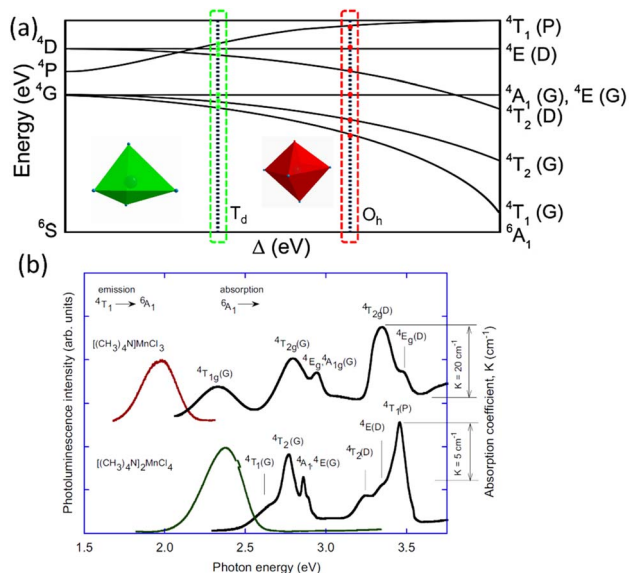 (a)
⁴D
⁴P
⁴G
⁶S
Energy (eV)
⁴T₁ (P)
⁴E (D)
⁴A₁ (G), ⁴E (G)
⁴T₂ (D)
⁴T₂ (G)
⁴T₁ (G)
⁶A₁
T_d
O_h
Δ (eV)
(b)
emission
⁴T₁ → ⁶A₁
absorption
⁶A₁ →
[(CH₃)₄N]MnCl₃
⁴T₁g(G)
⁴T₂g(G)
⁴Eg,⁴A₁g(G)
⁴T₂g(D)
⁴Eg(D)
K = 20 cm⁻¹
[(CH₃)₄N]₂MnCl₄
⁴T₁(G)
⁴T₂(G)
⁴A₁,⁴E(G)
⁴T₂(D)
⁴E(D)
⁴T₁(P)
K = 5 cm⁻¹
Photoluminescence intensity (arb. units)
Absorption coefficient, K (cm⁻¹)
1.5 2.0 2.5 3.0 3.5
Photon energy (eV)